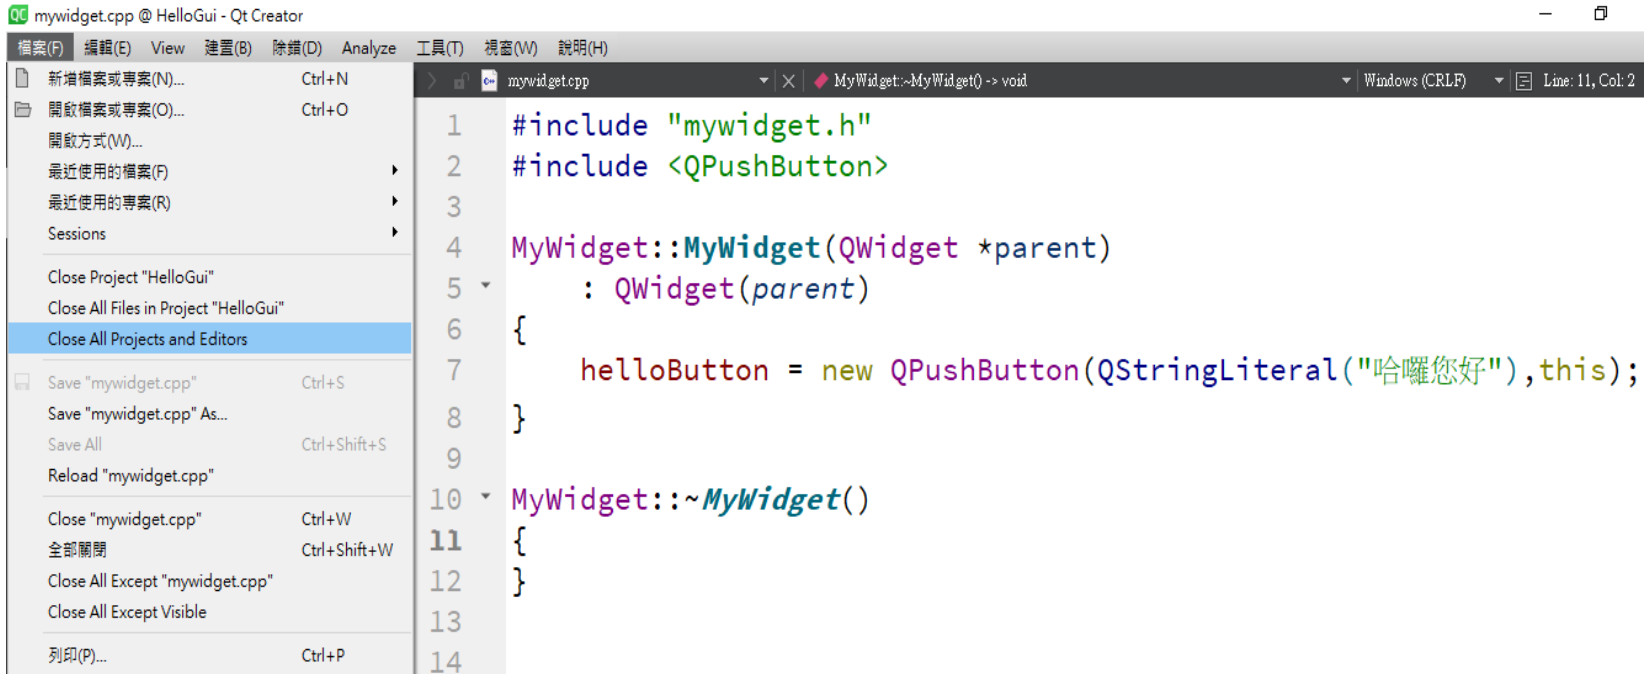 QC mywidget.cpp @ HelloGui - Qt Creator
檔案(F) 編輯(E) View 建置(B) 除錯(D) Analyze 工具(T) 視窗(W) 說明(H)
新增檔案或專案(N)... Ctrl+N
開啟檔案或專案(O)... Ctrl+O
開啟方式(W)...
最近使用的檔案(F)
最近使用的專案(R)
Sessions
Close Project "HelloGui"
Close All Files in Project "HelloGui"
Close All Projects and Editors
Save "mywidget.cpp" Ctrl+S
Save "mywidget.cpp" As...
Save All Ctrl+Shift+S
Reload "mywidget.cpp"
Close "mywidget.cpp" Ctrl+W
全部關閉 Ctrl+Shift+W
Close All Except "mywidget.cpp"
Close All Except Visible
列印(P)... Ctrl+P
C++ mywidget.cpp MyWidget::~MyWidget() -> void Windows (CRLF) Line: 11, Col: 2
1 #include "mywidget.h"
2 #include <QPushButton>
3
4 MyWidget::MyWidget(QWidget *parent)
5 : QWidget(parent)
6 {
7 helloButton = new QPushButton(QStringLiteral("哈囉您好"),this);
8 }
9
10 MyWidget::~MyWidget()
11 {
12 }
13
14